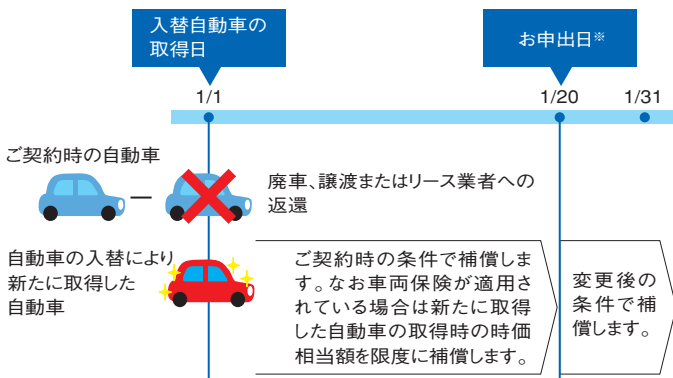 入替自動車の
取得日
お申出日※
1/1
1/20
1/31
ご契約時の自動車
廃車、譲渡またはリース業者への
返還
自動車の入替により
新たに取得した
自動車
ご契約時の条件で補償しま
す。なお車両保険が適用さ
れている場合は新たに取得
した自動車の取得時の時価
相当額を限度に補償します。
変更後の
条件で補
償します。